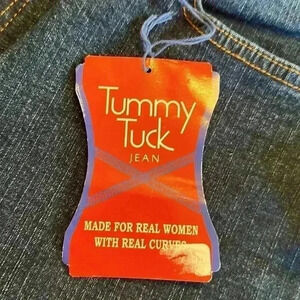 Tummy
Tuck
JEAN
MADE FOR REAL WOMEN
WITH REAL CURVES